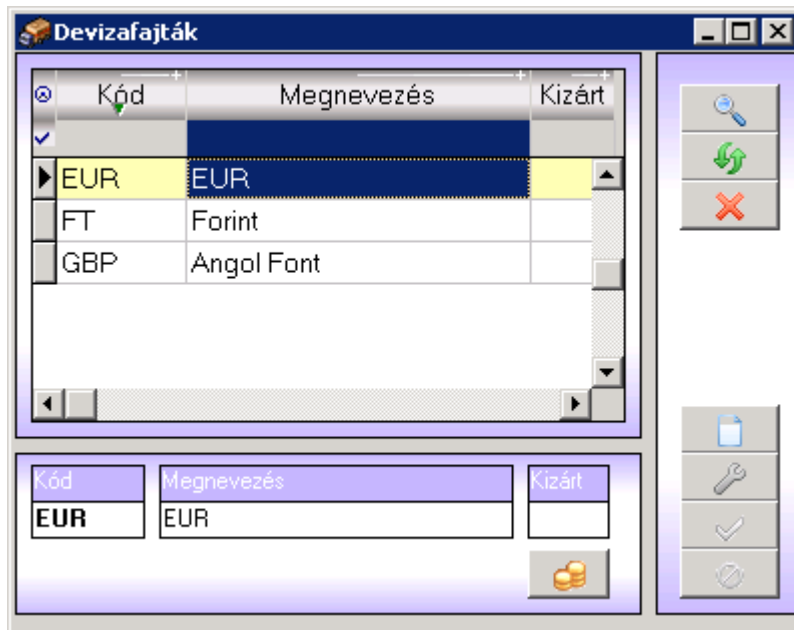 Devizafajták
Kód Megnevezés Kizárt
EUR EUR
FT Forint
GBP Angol Font
Kód Megnevezés Kizárt
EUR EUR